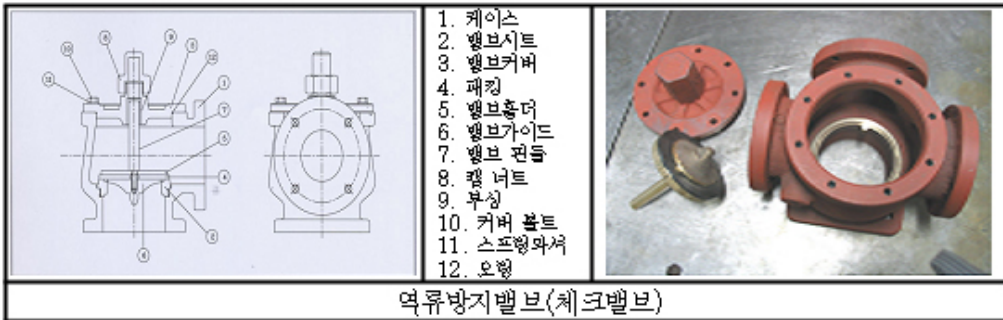 1. 케이스
2. 밸브시트
3. 밸브커버
4. 패킹
5. 밸브홀더
6. 밸브가이드
7. 밸브 핀들
8. 캡 너트
9. 부싱
10. 커버 볼트
11. 스프링와셔
12. 오링
역류방지밸브(체크밸브)